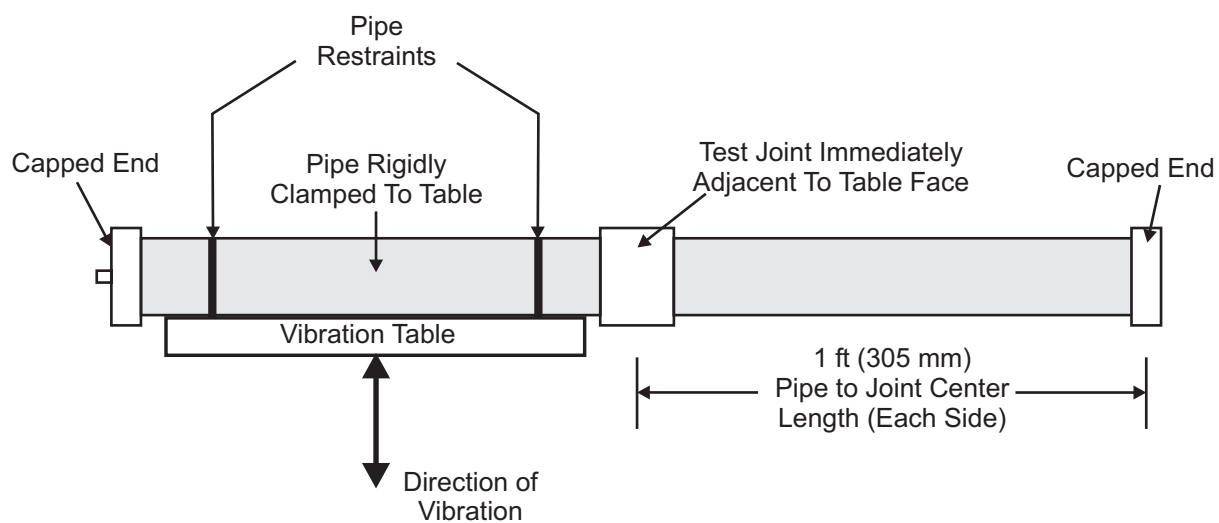 Pipe
Restraints
Capped End
Pipe Rigidly
Clamped To Table
Test Joint Immediately
Adjacent To Table Face
Capped End
Vibration Table
1 ft (305 mm)
Pipe to Joint Center
Length (Each Side)
Direction of
Vibration